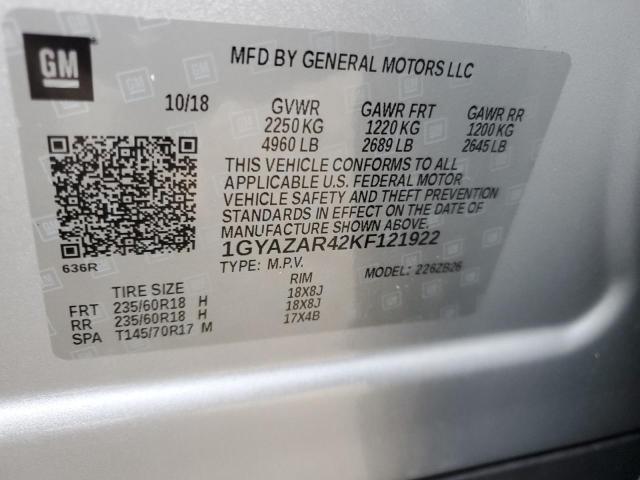 GM
MFD BY GENERAL MOTORS LLC
10/18 GVWR GAWR FRT GAWR RR
2250 KG 1220 KG 1200 KG
4960 LB 2689 LB 2645 LB
THIS VEHICLE CONFORMS TO ALL
APPLICABLE U.S. FEDERAL MOTOR
VEHICLE SAFETY AND THEFT PREVENTION
STANDARDS IN EFFECT ON THE DATE OF
MANUFACTURE SHOWN ABOVE.
636R
1GYAZAR42KF121922
TYPE: M.P.V. MODEL: 226ZB26
TIRE SIZE RIM
FRT 235/60R18 H 18X8J
RR 235/60R18 H 18X8J
SPA T145/70R17 M 17X4B